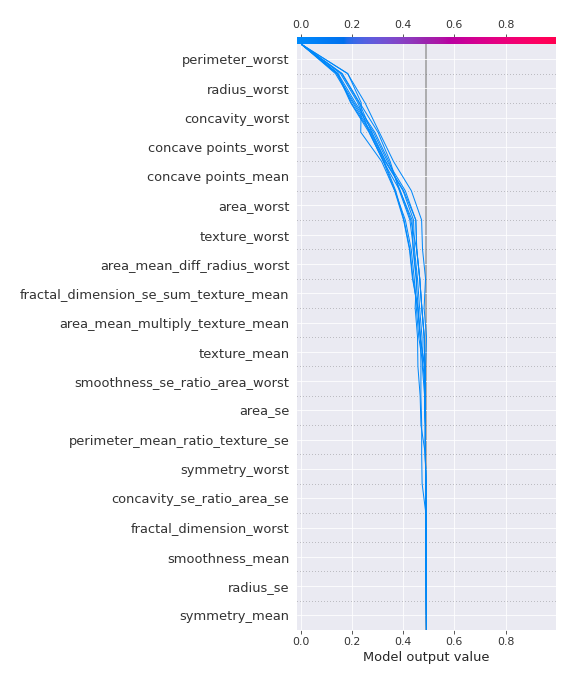 0.0 0.2 0.4 0.6 0.8
perimeter_worst
radius_worst
concavity_worst
concave points_worst
concave points_mean
area_worst
texture_worst
area_mean_diff_radius_worst
fractal_dimension_se_sum_texture_mean
area_mean_multiply_texture_mean
texture_mean
smoothness_se_ratio_area_worst
area_se
perimeter_mean_ratio_texture_se
symmetry_worst
concavity_se_ratio_area_se
fractal_dimension_worst
smoothness_mean
radius_se
symmetry_mean
0.0 0.2 0.4 0.6 0.8
Model output value